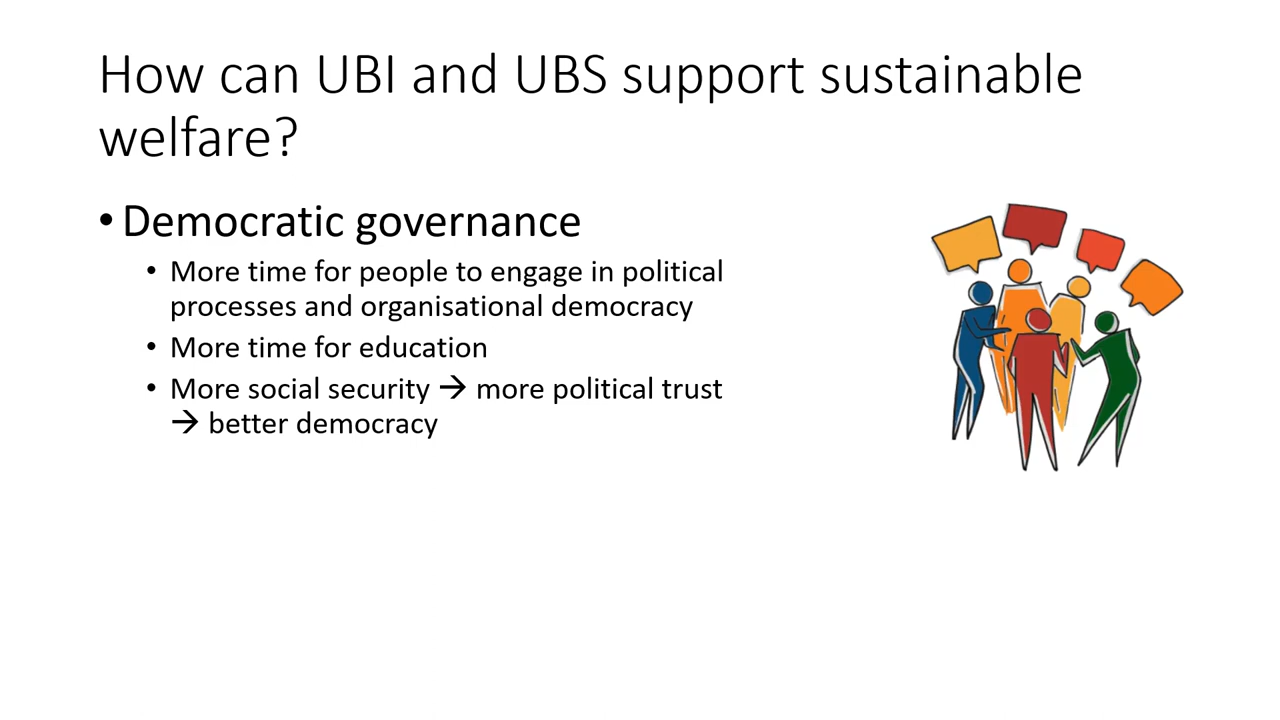 How can UBI and UBS support sustainable
welfare?
• Democratic governance
• More time for people to engage in political
processes and organisational democracy
• More time for education
• More social security → more political trust
→ better democracy